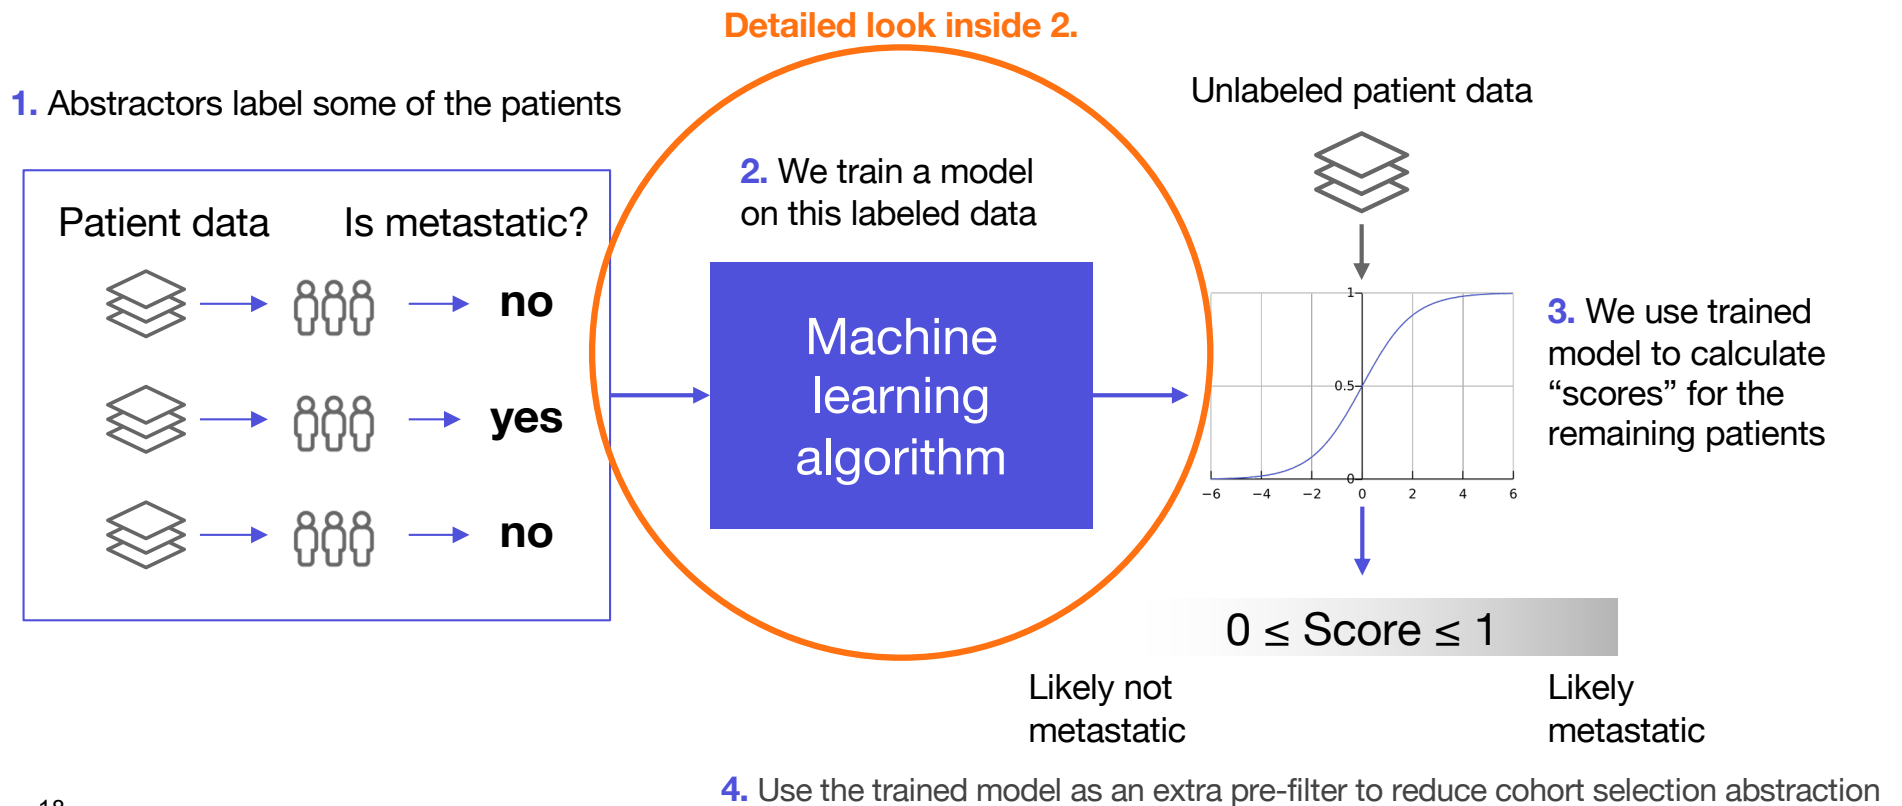 Detailed look inside 2.
1. Abstractors label some of the patients
Patient data
Is metastatic?
no
yes
no
2. We train a model
on this labeled data
Machine
learning
algorithm
Unlabeled patient data
1
0.5
0
−6 −4 −2 0 2 4 6
3. We use trained
model to calculate
“scores” for the
remaining patients
0 ≤ Score ≤ 1
Likely not
metastatic
Likely
metastatic
4. Use the trained model as an extra pre-filter to reduce cohort selection abstraction
18